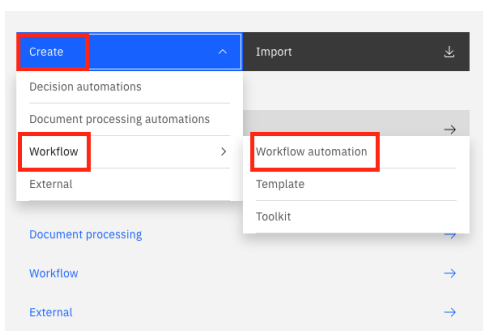 Create
Import
Decision automations
Document processing automations
Workflow
Workflow automation
External
Template
Toolkit
Document processing
Workflow
External